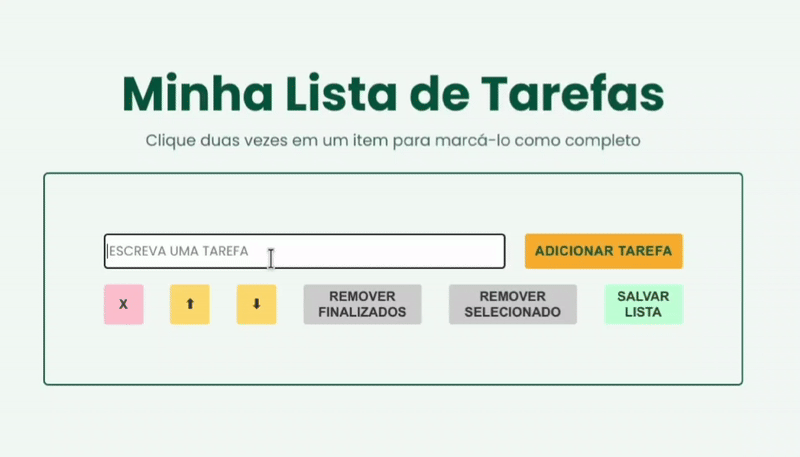 Minha Lista de Tarefas
Clique duas vezes em um item para marcá-lo como completo
ESCREVA UMA TAREFA
ADICIONAR TAREFA
X
⬆
⬇
REMOVER
FINALIZADOS
REMOVER
SELECIONADO
SALVAR
LISTA